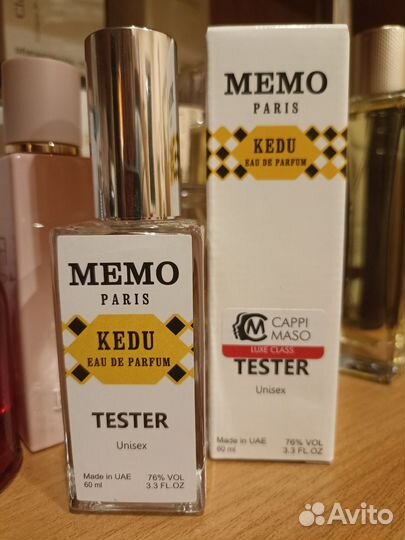 MEMO
PARIS
KEDU
EAU DE PARFUM
TESTER
Unisex
Made in UAE 76% VOL
60 ml 3.3 FL.OZ
MEMO
PARIS
KEDU
EAU DE PARFUM
CAPPI
MASO
LUXE CLASS
TESTER
Unisex
Made in UAE 76% VOL
60 ml 3.3 FL.OZ
Avito